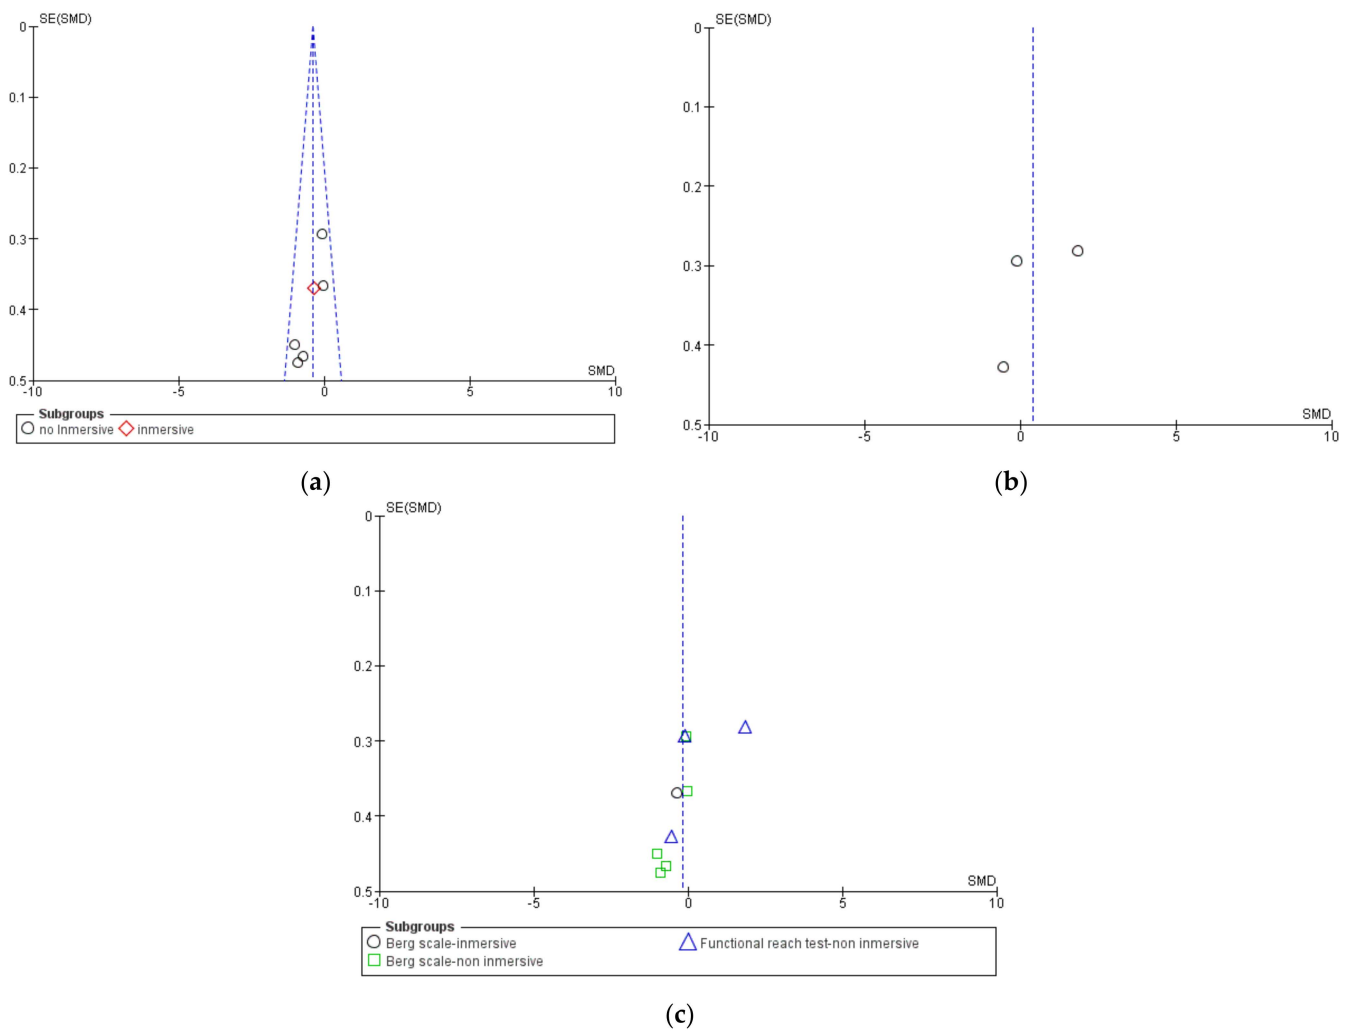 SE(SMD)
0
0.1
0.2
0.3
0.4
0.5
SMD
-10
-5
0
5
10
Subgroups
no Inmersive
inmersive
(a)
SE(SMD)
0
0.1
0.2
0.3
0.4
0.5
SMD
-10
-5
0
5
10
(b)
SE(SMD)
0
0.1
0.2
0.3
0.4
0.5
SMD
-10
-5
0
5
10
Subgroups
Berg scale-inmersive
Functional reach test-non inmersive
Berg scale-non inmersive
(c)